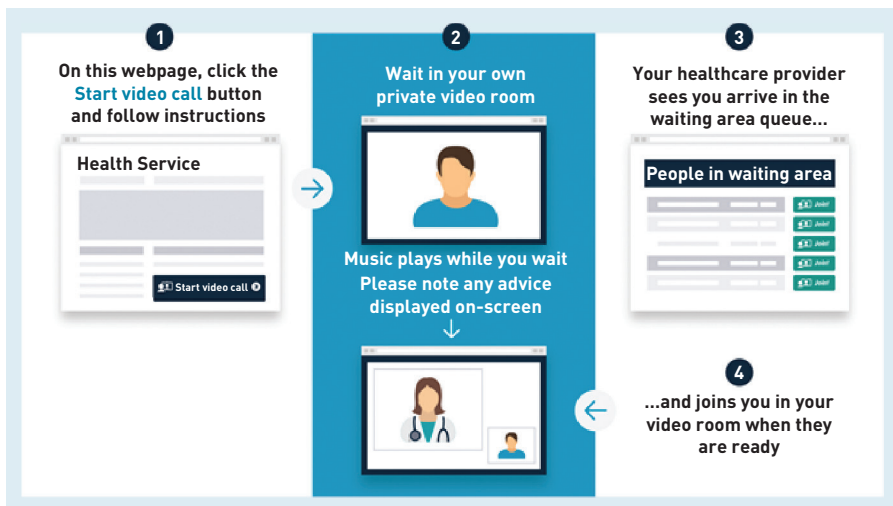 1
On this webpage, click the
Start video call button
and follow instructions
Health Service
Start video call
2
Wait in your own
private video room
Music plays while you wait
Please note any advice
displayed on-screen
3
Your healthcare provider
sees you arrive in the
waiting area queue...
People in waiting area
Join!
Join!
Join!
Join!
Join!
4
...and joins you in your
video room when they
are ready